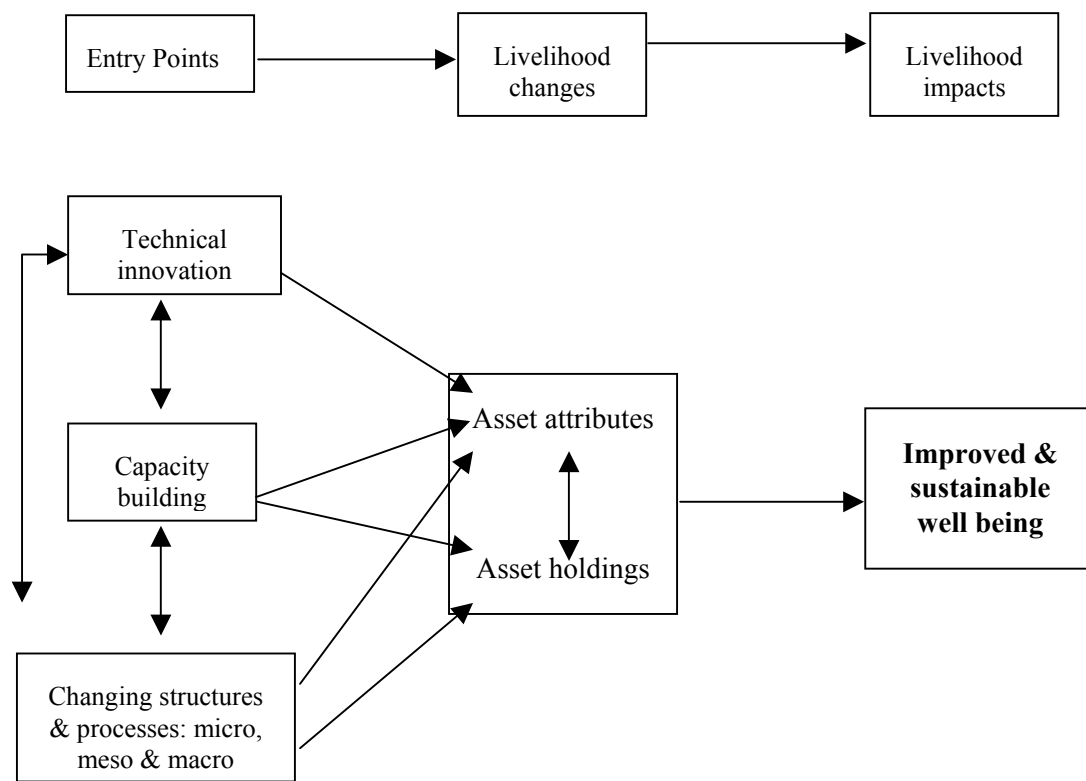 Entry Points
Livelihood
changes
Livelihood
impacts
Technical
innovation
Capacity
building
Changing structures
& processes: micro,
meso & macro
Asset attributes
Asset holdings
Improved &
sustainable
well being